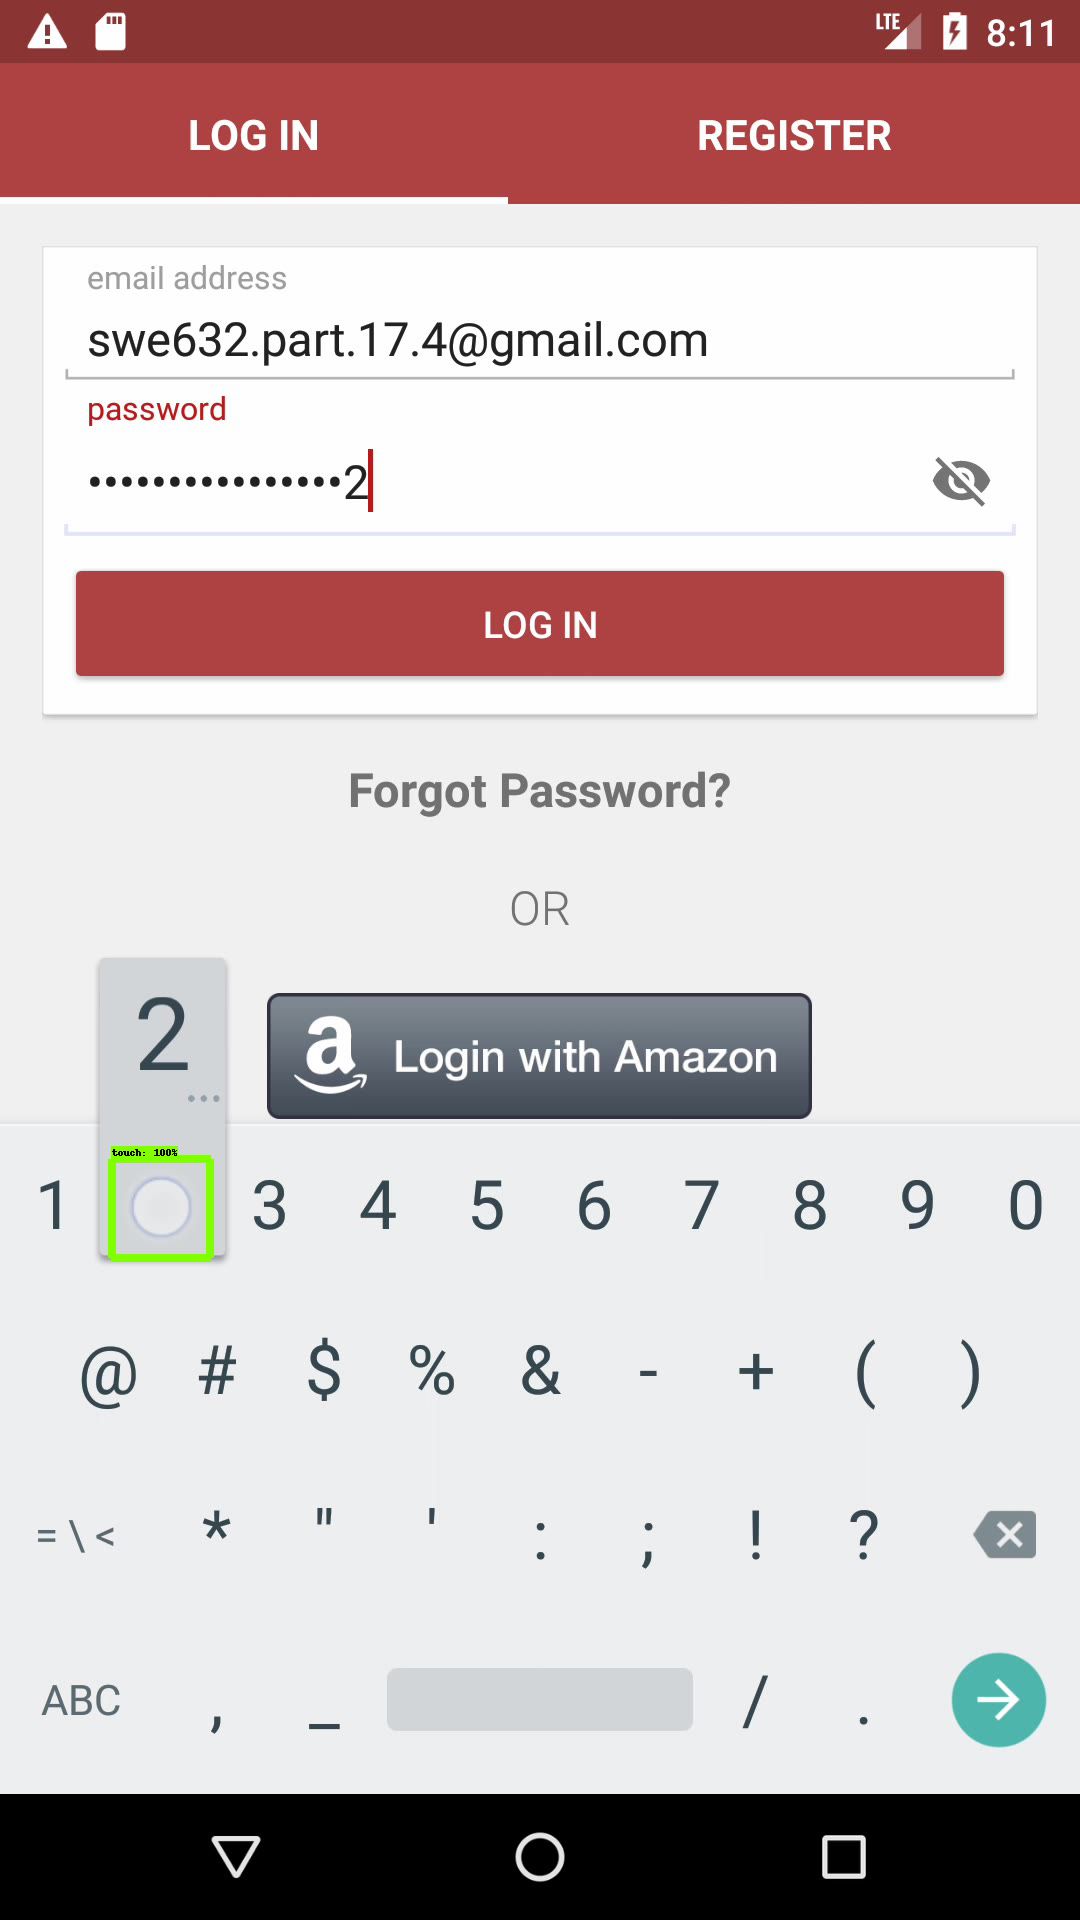 LTE 8:11
LOG IN REGISTER
email address
swe632.part.17.4@gmail.com
password
••••••••••••••••2
LOG IN
Forgot Password?
OR
2
...
a Login with Amazon
touch: 100%
1 3 4 5 6 7 8 9 0
@ # $ % & - + ( )
= \ < * " ' : ; ! ?
ABC , _ / .